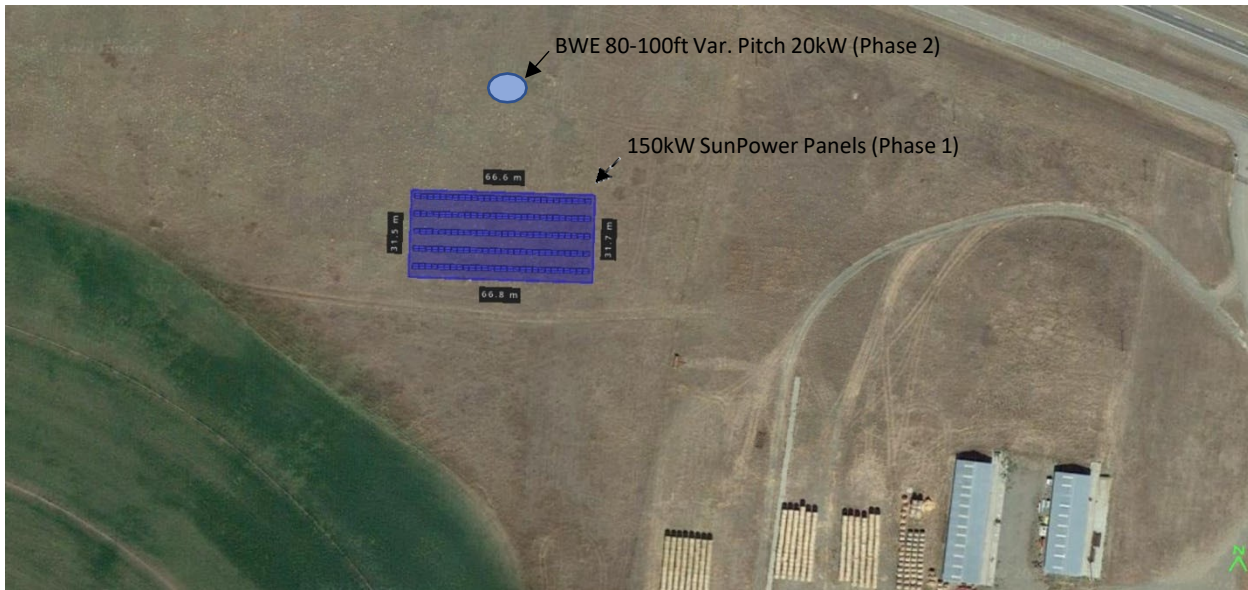 BWE 80-100ft Var. Pitch 20kW (Phase 2)
150kW SunPower Panels (Phase 1)
66.6 m
31.5 m
31.7 m
66.8 m
N